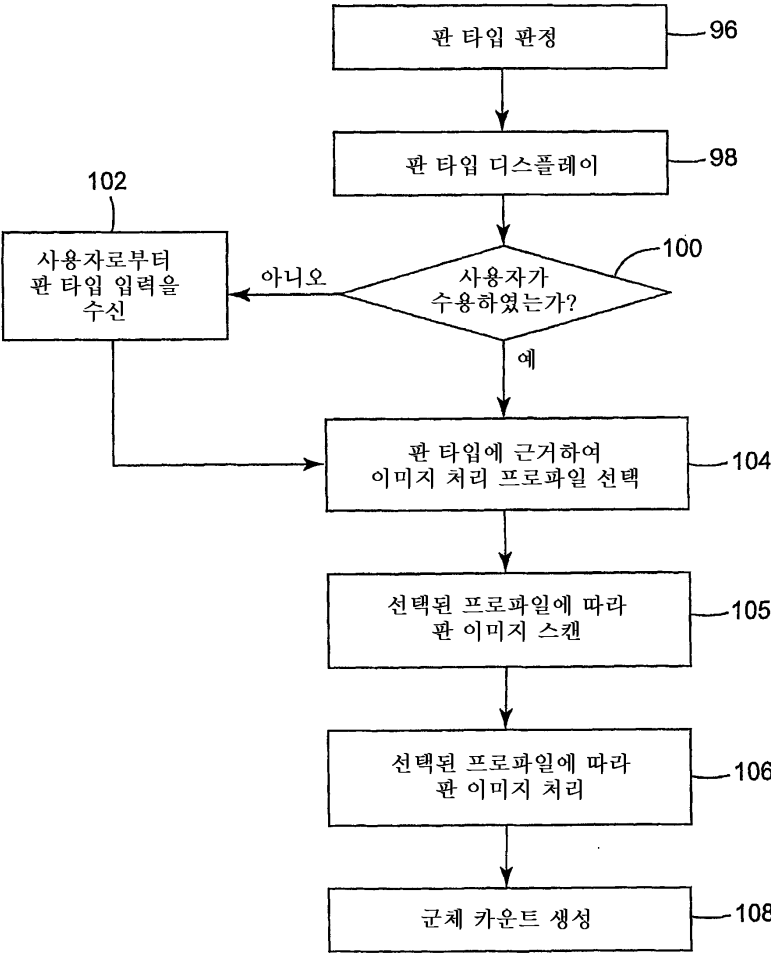 판 타입 판정
96
판 타입 디스플레이
98
102
사용자로부터
판 타입 입력을
수신
아니오
사용자가
수용하였는가?
100
예
판 타입에 근거하여
이미지 처리 프로파일 선택
104
선택된 프로파일에 따라
판 이미지 스캔
105
선택된 프로파일에 따라
판 이미지 처리
106
군체 카운트 생성
108